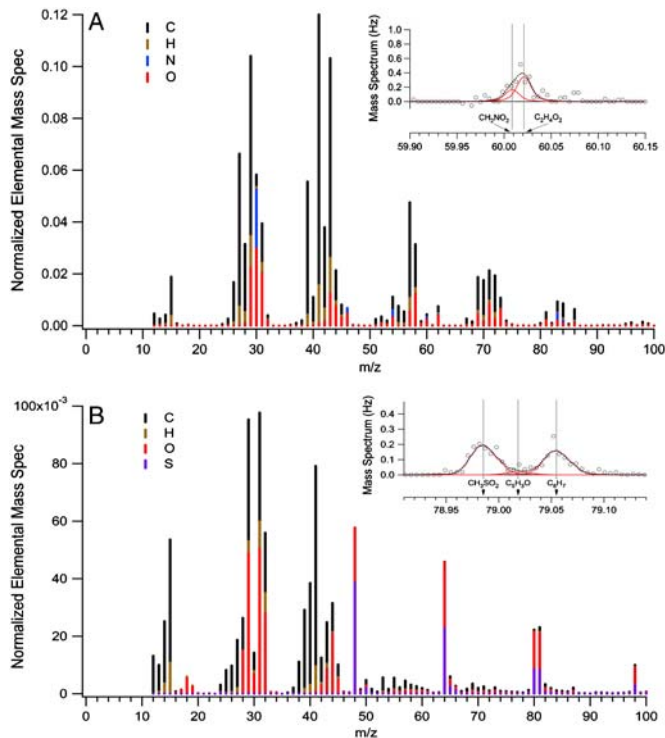 A
C
H
N
O
Normalized Elemental Mass Spec
0.12
0.10
0.08
0.06
0.04
0.02
0.00
0 10 20 30 40 50 60 70 80 90 100
m/z
Mass Spectrum (Hz)
1.0
0.8
0.6
0.4
0.2
0.0
CH₂NO₂ C₂H₄O₂
59.90 59.95 60.00 60.05 60.10 60.15
B
C
H
O
S
Normalized Elemental Mass Spec
100x10⁻³
80
60
40
20
0
0 10 20 30 40 50 60 70 80 90 100
m/z
Mass Spectrum (Hz)
0.4
0.3
0.2
0.1
0.0
CH₃SO₂ C₅H₃O C₆H₇
78.95 79.00 79.05 79.10